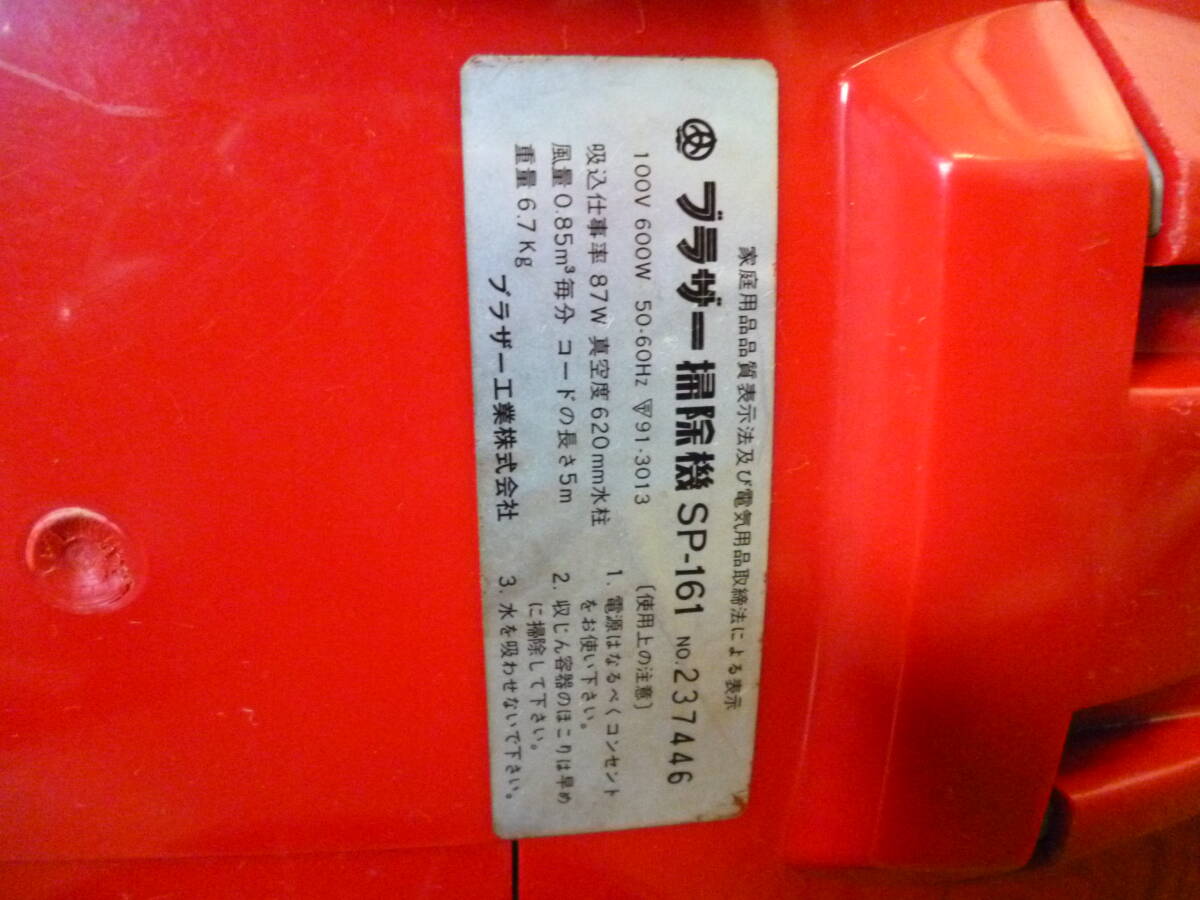 家庭用品品質表示法及び電気用品取締法による表示
ブラザー掃除機 SP-161 NO.237446
100V 600W 50-60Hz 91-3013
吸込仕事率 87W 真空度 620mm水柱
風量 0.85m³毎分 コードの長さ 5m
重量 6.7Kg
ブラザー工業株式会社
〔使用上の注意〕
1. 電源はなるべくコンセント
をお使い下さい。
2. 収じん容器のほこりは早め
に掃除して下さい。
3. 水を吸わせないで下さい。